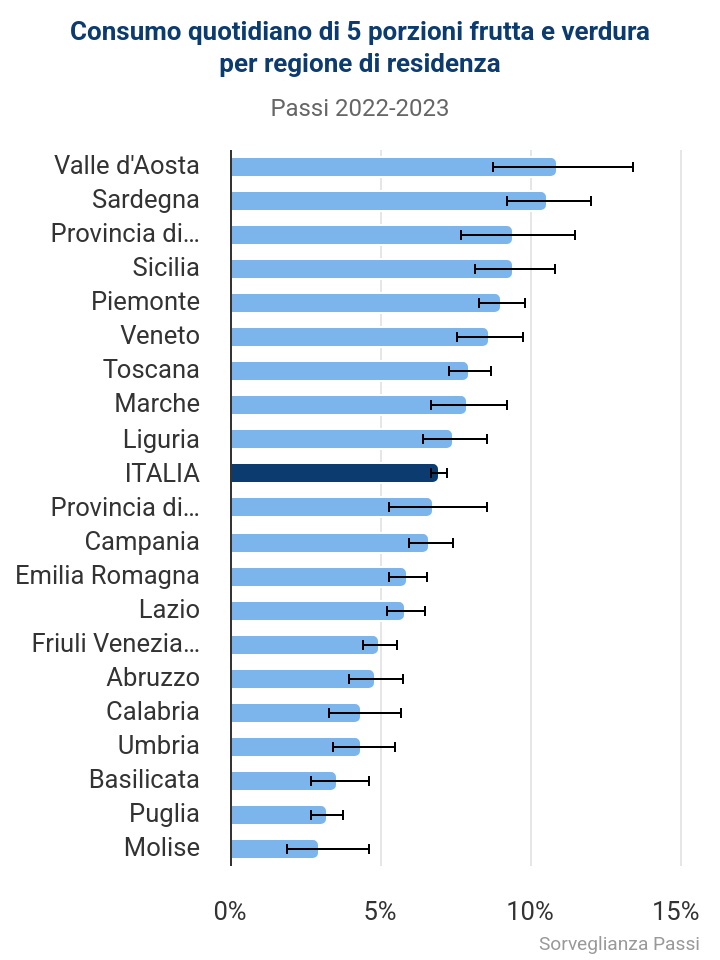 Consumo quotidiano di 5 porzioni frutta e verdura
per regione di residenza
Passi 2022-2023
Valle d'Aosta
Sardegna
Provincia di…
Sicilia
Piemonte
Veneto
Toscana
Marche
Liguria
ITALIA
Provincia di…
Campania
Emilia Romagna
Lazio
Friuli Venezia…
Abruzzo
Calabria
Umbria
Basilicata
Puglia
Molise
0% 5% 10% 15%
Sorveglianza Passi